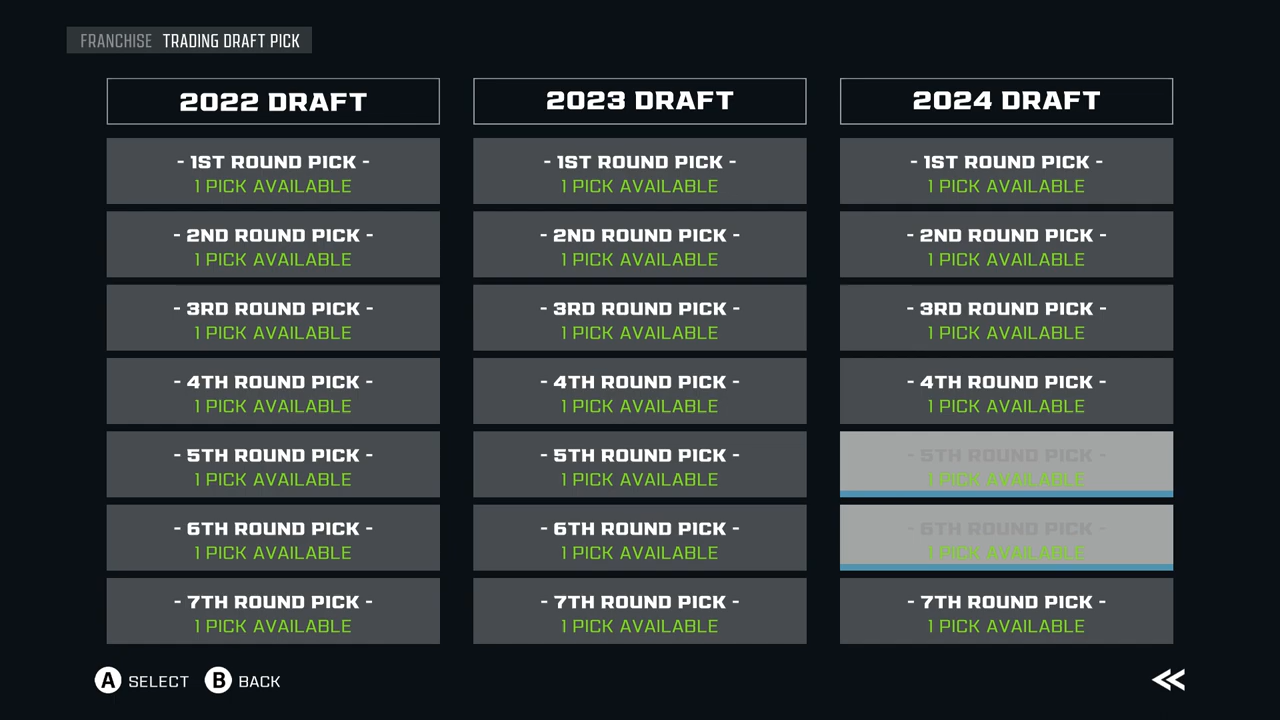 FRANCHISE TRADING DRAFT PICK
2022 DRAFT
- 1ST ROUND PICK -
1 PICK AVAILABLE
- 2ND ROUND PICK -
1 PICK AVAILABLE
- 3RD ROUND PICK -
1 PICK AVAILABLE
- 4TH ROUND PICK -
1 PICK AVAILABLE
- 5TH ROUND PICK -
1 PICK AVAILABLE
- 6TH ROUND PICK -
1 PICK AVAILABLE
- 7TH ROUND PICK -
1 PICK AVAILABLE
2023 DRAFT
- 1ST ROUND PICK -
1 PICK AVAILABLE
- 2ND ROUND PICK -
1 PICK AVAILABLE
- 3RD ROUND PICK -
1 PICK AVAILABLE
- 4TH ROUND PICK -
1 PICK AVAILABLE
- 5TH ROUND PICK -
1 PICK AVAILABLE
- 6TH ROUND PICK -
1 PICK AVAILABLE
- 7TH ROUND PICK -
1 PICK AVAILABLE
2024 DRAFT
- 1ST ROUND PICK -
1 PICK AVAILABLE
- 2ND ROUND PICK -
1 PICK AVAILABLE
- 3RD ROUND PICK -
1 PICK AVAILABLE
- 4TH ROUND PICK -
1 PICK AVAILABLE
- 5TH ROUND PICK -
1 PICK AVAILABLE
- 6TH ROUND PICK -
1 PICK AVAILABLE
- 7TH ROUND PICK -
1 PICK AVAILABLE
A SELECT B BACK